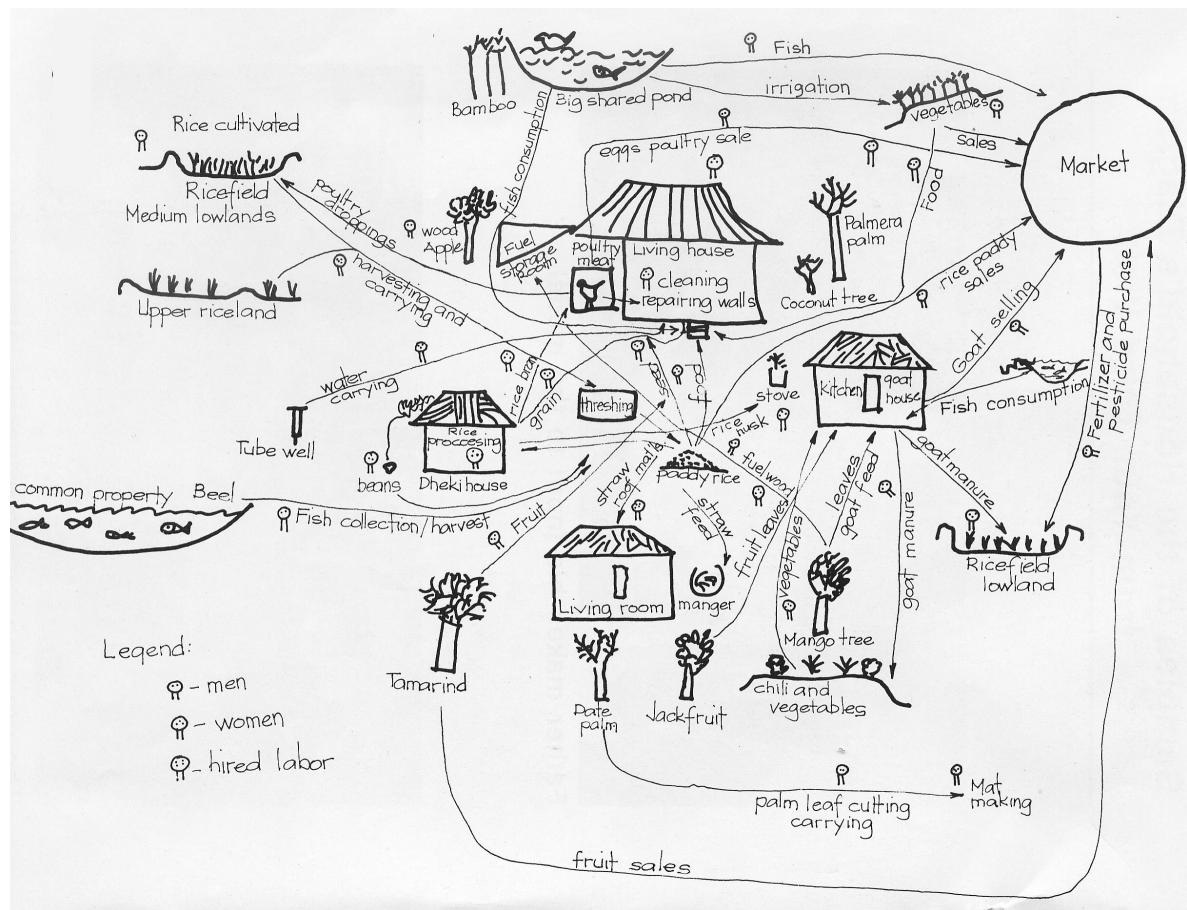 Fish
Bamboo
Big shared pond
irrigation
vegetables
sales
Market
fish consumption
eggs poultry sale
Food
Rice cultivated
Ricefield
Medium lowlands
poultry
droppings
wood
Apple
Fuel
storage
room
poultry
meat
Living house
cleaning
repairing walls
Palmera
palm
Coconut tree
rice paddy
sales
Upper riceland
harvesting and
carrying
Goat selling
Fertilizer and
pesticide purchase
water
carrying
Tube well
rice bran
grain
threshing
stove
rice husk
kitchen
goat
house
Fish consumption
Rice
proccesing
beans
Dhekihouse
paddy rice
fuelwood
goat manure
common property Beel
Fish collection/harvest
Fruit
straw
roof mat'ls
straw
feed
fruit leaves
vegetables
leaves
goat feed
goat manure
Ricefield
lowland
Living room
manger
Mango tree
Tamarind
Date
palm
Jackfruit
chili and
vegetables
Legend:
- men
- women
- hired labor
palm leaf cutting
carrying
Mat
making
fruit sales